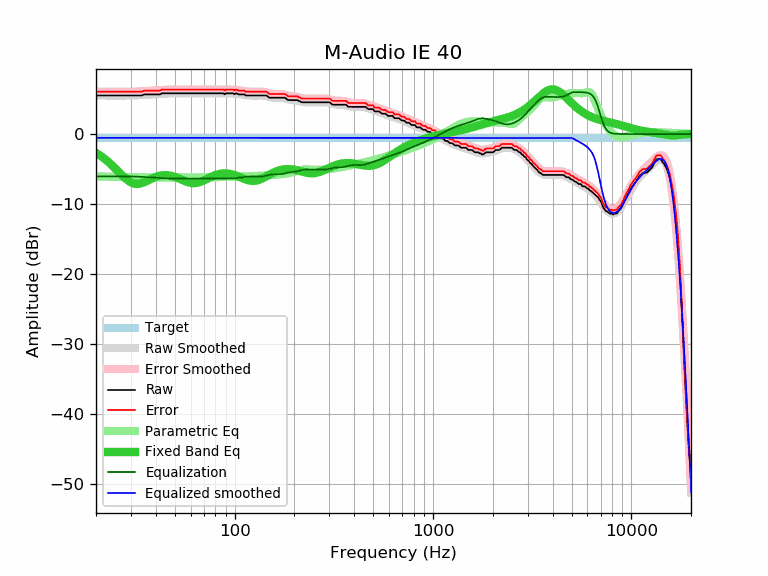 M-Audio IE 40
Amplitude (dBr)
0
−10
−20
−30
−40
−50
Target
Raw Smoothed
Error Smoothed
Raw
Error
Parametric Eq
Fixed Band Eq
Equalization
Equalized smoothed
100
1000
10000
Frequency (Hz)